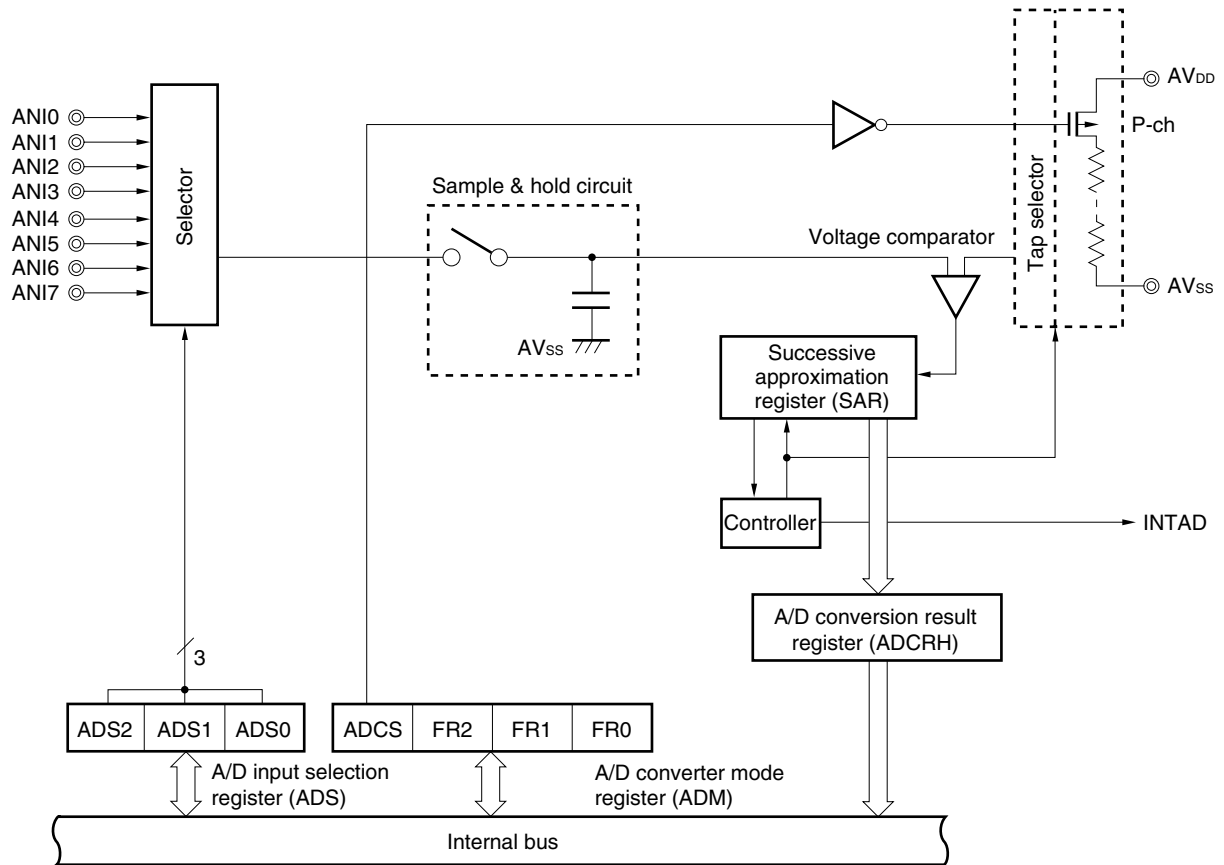 AVDD
P-ch
ANI0
ANI1
ANI2
ANI3
ANI4
ANI5
ANI6
ANI7
Selector
Sample & hold circuit
AVSS
Voltage comparator
Tap selector
AVSS
Successive
approximation
register (SAR)
Controller
INTAD
A/D conversion result
register (ADCRH)
3
ADS2 ADS1 ADS0
ADCS FR2 FR1 FR0
A/D input selection
register (ADS)
A/D converter mode
register (ADM)
Internal bus